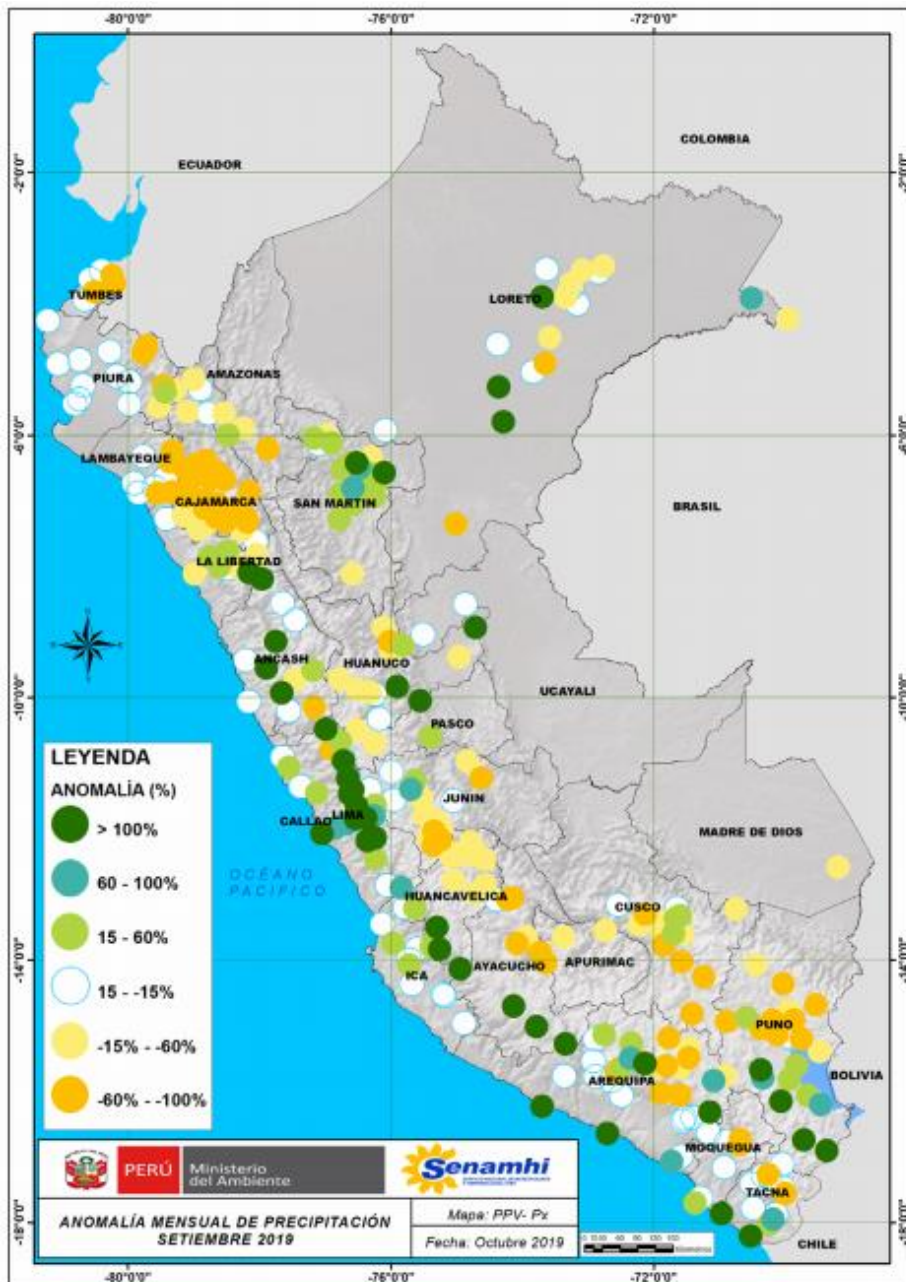 -80°0'0" -76°0'0" -72°0'0"
COLOMBIA
ECUADOR
-2°0'0" -2°0'0"
TUMBES
LORETO
PIURA
AMAZONAS
-6°0'0" -6°0'0"
LAMBAYEQUE
CAJAMARCA
SAN MARTIN
BRASIL
LA LIBERTAD
ANCASH
HUANUCO
UCAYALI
-10°0'0" -10°0'0"
PASCO
LEYENDA
ANOMALÍA (%)
> 100%
60 - 100%
15 - 60%
15 - -15%
-15% - -60%
-60% - -100%
JUNIN
CALLAO
LIMA
MADRE DE DIOS
OCÉANO
PACIFICO
HUANCAVELICA
CUSCO
-14°0'0" -14°0'0"
AYACUCHO
APURIMAC
ICA
PUNO
AREQUIPA
BOLIVIA
MOQUEGUA
TACNA
CHILE
PERÚ
Ministerio
del Ambiente
Senamhi
ANOMALÍA MENSUAL DE PRECIPITACIÓN
SETIEMBRE 2019
Mapa: PPV- Px
Fecha: Octubre 2019
-18°0'0" -18°0'0"
-80°0'0" -76°0'0" -72°0'0"